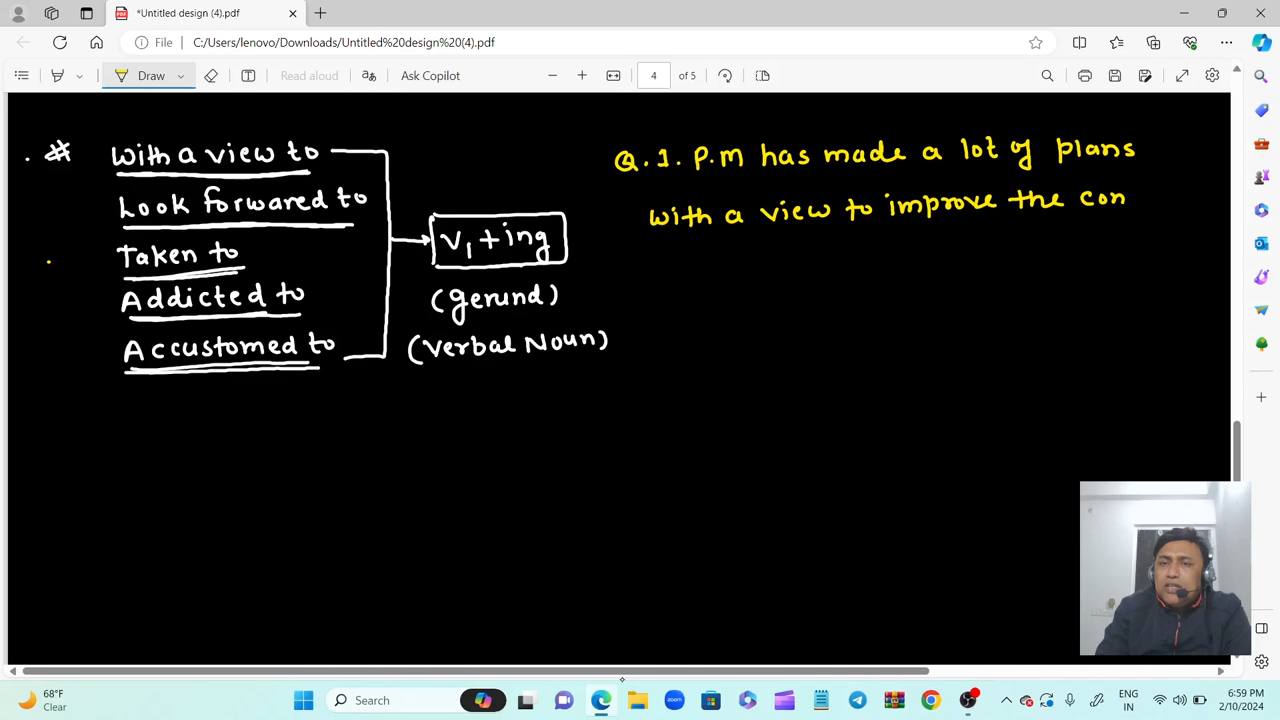 *Untitled design (4).pdf
File C:/Users/lenovo/Downloads/Untitled%20design%20(4).pdf
Draw Read aloud Ask Copilot 4 of 5
# With a view to
Look forwared to
Taken to
Addicted to
Accustomed to
V1 + ing
(gerund)
(Verbal Noun)
Q.1. P.M has made a lot of plans
with a view to improve the con
68°F
Clear
Search
zoom
ENG
IN
6:59 PM
2/10/2024